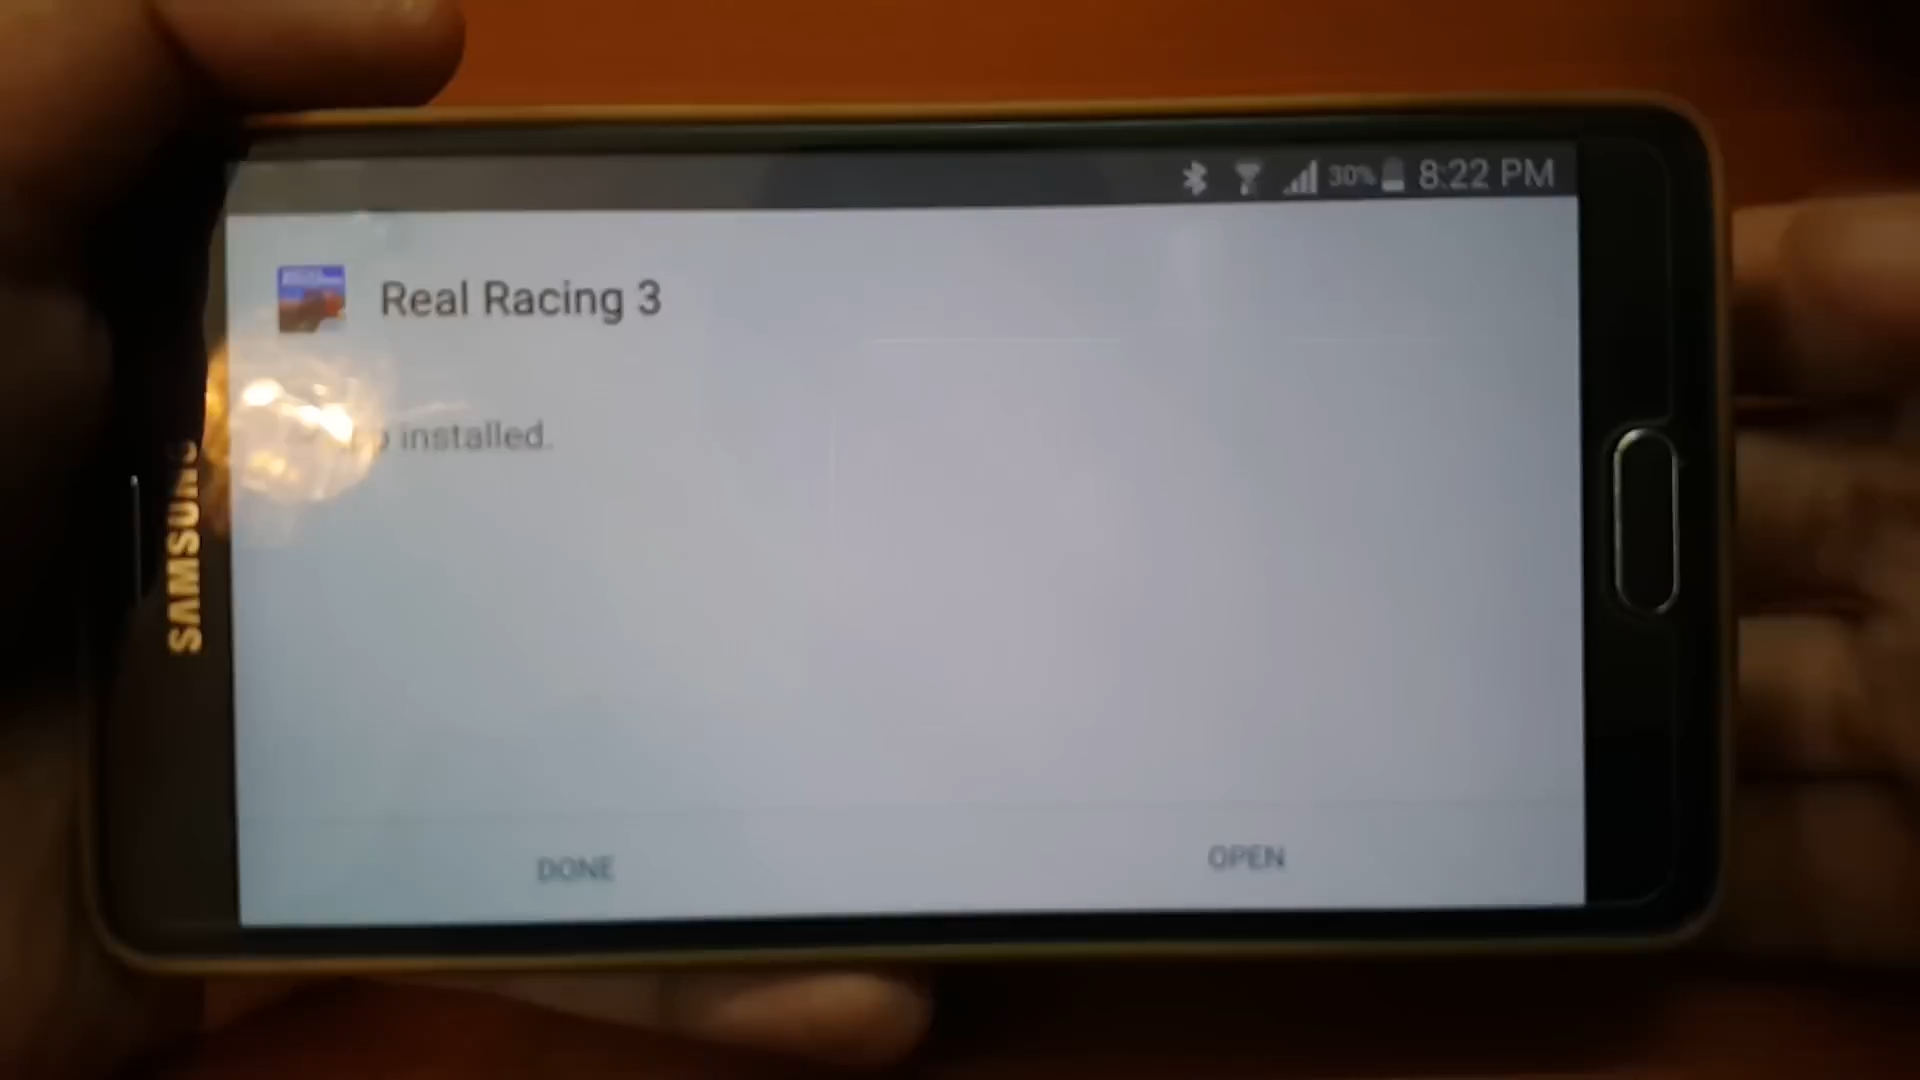 30% 8:22 PM
Real Racing 3
installed.
DONE
OPEN
SAMSUNG